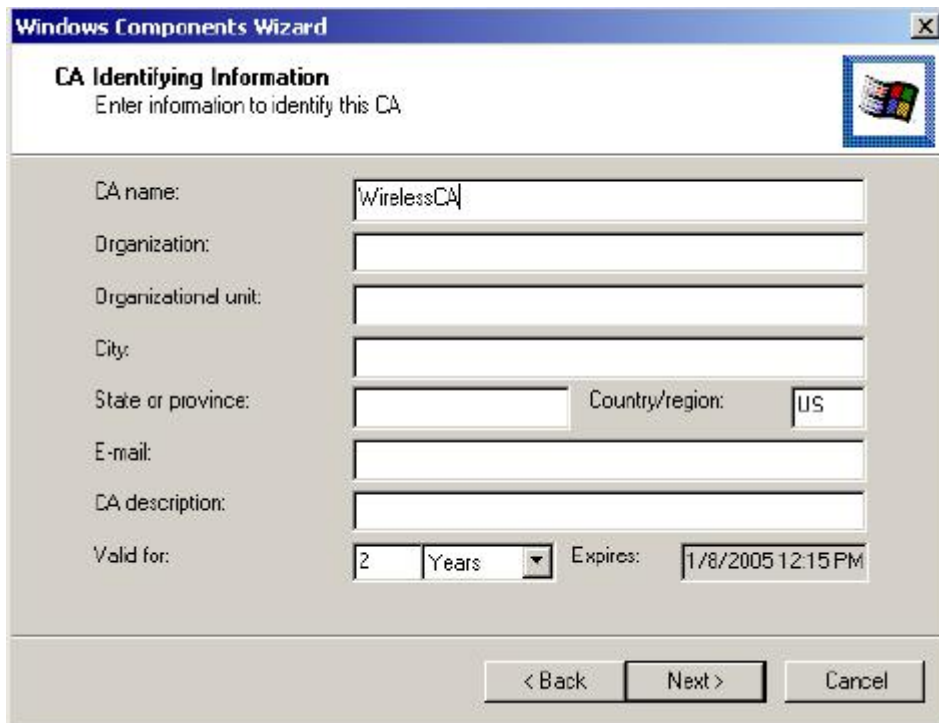 Windows Components Wizard
CA Identifying Information
Enter information to identify this CA
CA name: WirelessCA
Organization:
Organizational unit:
City:
State or province: Country/region: US
E-mail:
CA description:
Valid for: 2 Years Expires: 1/8/2005 12:15 PM
< Back Next > Cancel